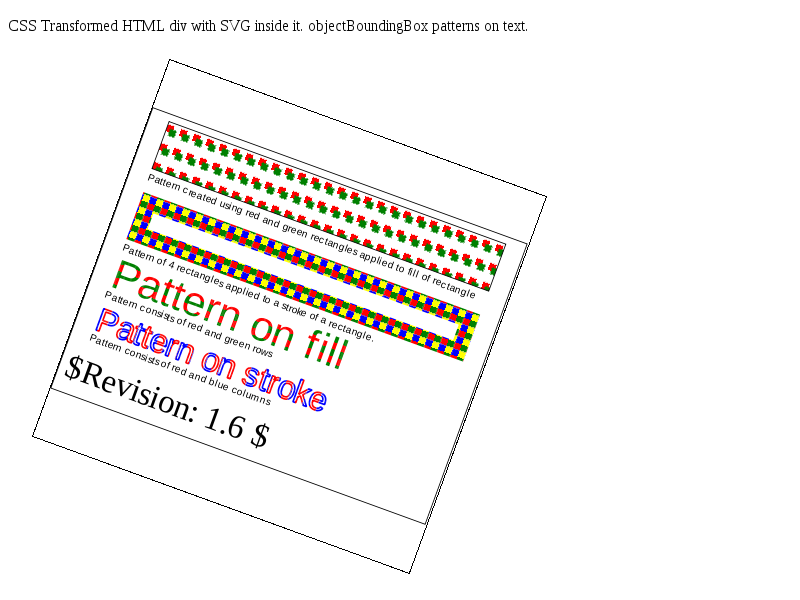 CSS Transformed HTML div with SVG inside it. objectBoundingBox patterns on text.
Pattern created using red and green rectangles applied to fill of rectangle
Pattern of 4 rectangles applied to a stroke of a rectangle.
Pattern on fill
Pattern consists of red and green rows
Pattern on stroke
Pattern consists of red and blue columns
$Revision: 1.6 $